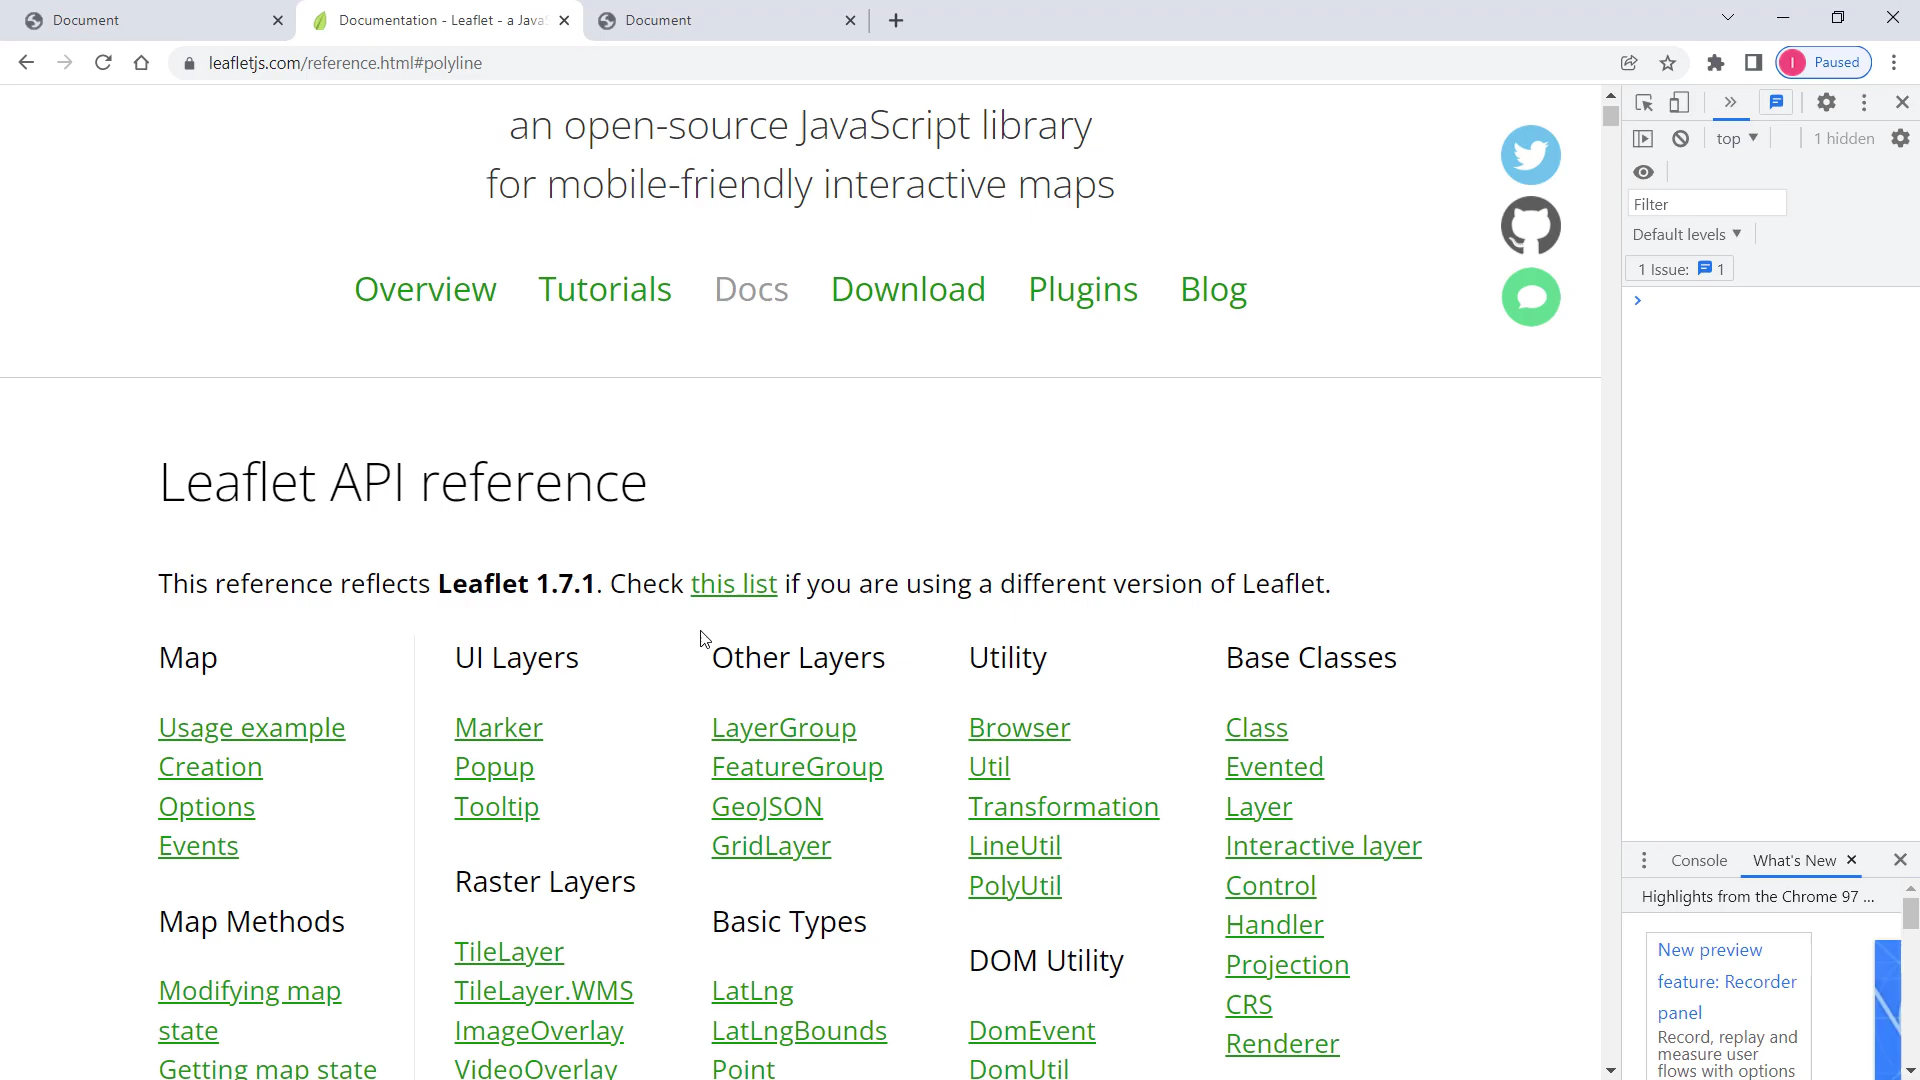 Document
Documentation - Leaflet - a Java
Document
leafletjs.com/reference.html#polyline
I
Paused
an open-source JavaScript library
for mobile-friendly interactive maps
Overview
Tutorials
Docs
Download
Plugins
Blog
Leaflet API reference
This reference reflects Leaflet 1.7.1. Check this list if you are using a different version of Leaflet.
Map
Usage example
Creation
Options
Events
Map Methods
Modifying map
state
Getting map state
UI Layers
Marker
Popup
Tooltip
Raster Layers
TileLayer
TileLayer.WMS
ImageOverlay
VideoOverlay
Other Layers
LayerGroup
FeatureGroup
GeoJSON
GridLayer
Basic Types
LatLng
LatLngBounds
Point
Utility
Browser
Util
Transformation
LineUtil
PolyUtil
DOM Utility
DomEvent
DomUtil
Base Classes
Class
Evented
Layer
Interactive layer
Control
Handler
Projection
CRS
Renderer
top
1 hidden
Filter
Default levels
1 Issue: 1
Console
What's New
Highlights from the Chrome 97 ...
New preview
feature: Recorder
panel
Record, replay and
measure user
flows with options